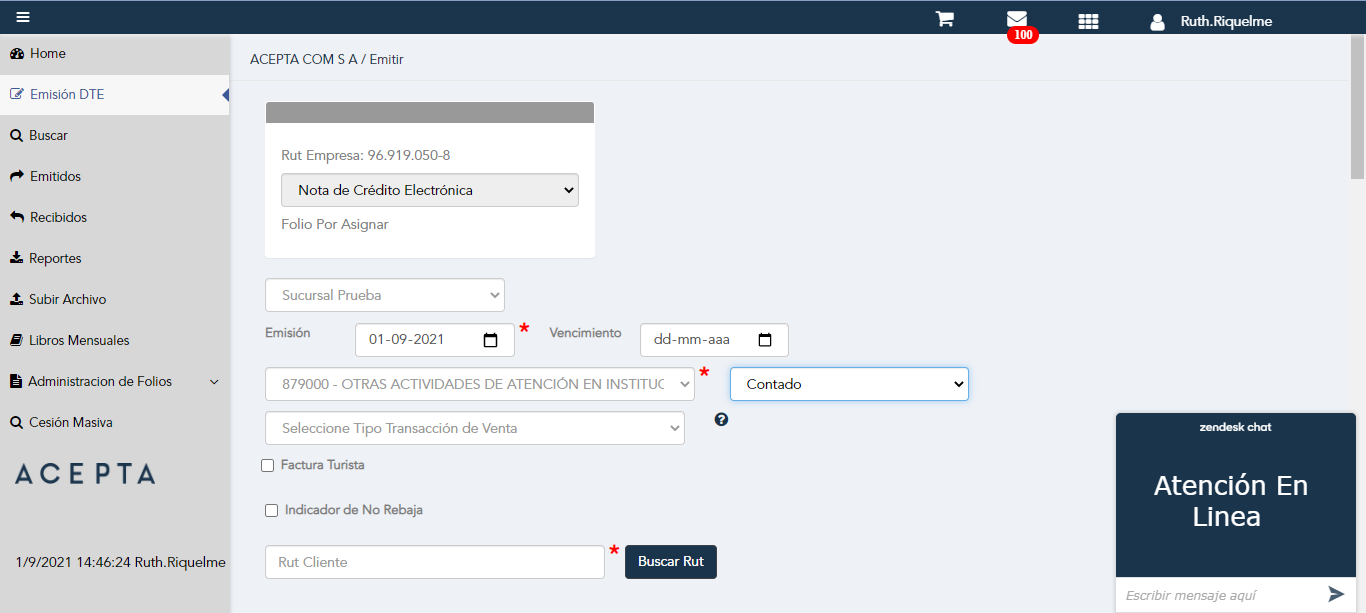 Ruth.Riquelme
100
Home
Emisión DTE
Buscar
Emitidos
Recibidos
Reportes
Subir Archivo
Libros Mensuales
Administracion de Folios
Cesión Masiva
ACEPTA
1/9/2021 14:46:24 Ruth.Riquelme
ACEPTA COM S A / Emitir
Rut Empresa: 96.919.050-8
Nota de Crédito Electrónica
Folio Por Asignar
Sucursal Prueba
Emisión 01-09-2021 * Vencimiento dd-mm-aaa
879000 - OTRAS ACTIVIDADES DE ATENCIÓN EN INSTITUC * Contado
Seleccione Tipo Transacción de Venta ?
Factura Turista
Indicador de No Rebaja
Rut Cliente * Buscar Rut
zendesk chat
Atención En
Linea
Escribir mensaje aquí